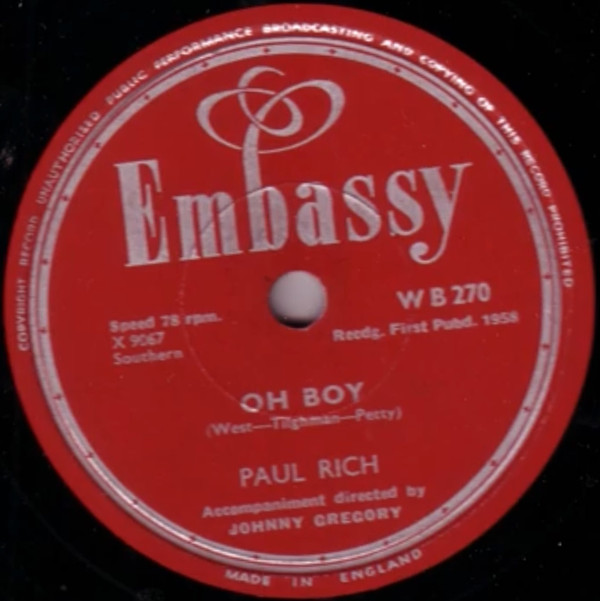 COPYRIGHT RECORD UNAUTHORISED PUBLIC PERFORMANCE BROADCASTING AND COPYING OF THIS RECORD PROHIBITED
Embassy
WB 270
Speed 78 rpm.
Recdg. First Pubd. 1958
X 9067
Southern
OH BOY
(West—Tilghman—Petty)
PAUL RICH
Accompaniment directed by
JOHNNY GREGORY
MADE IN ENGLAND